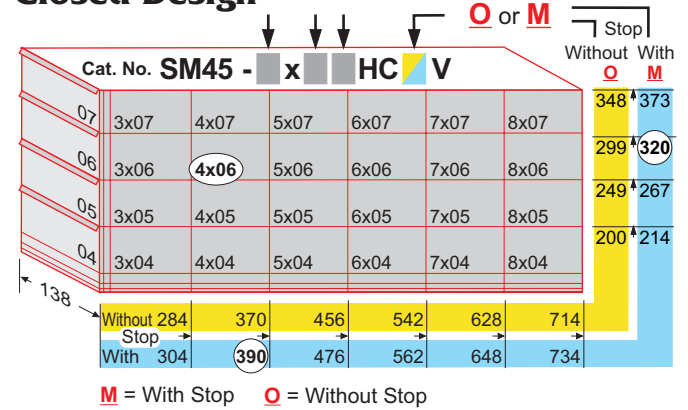 Closed Design
O or M
Stop
Without With
O M
Cat. No. SM45 - x HC V
07 3x07 4x07 5x07 6x07 7x07 8x07 348 373
06 3x06 4x06 5x06 6x06 7x06 8x06 299 320
05 3x05 4x05 5x05 6x05 7x05 8x05 249 267
04 3x04 4x04 5x04 6x04 7x04 8x04 200 214
138
Without 284 370 456 542 628 714
Stop
With 304 390 476 562 648 734
M = With Stop O = Without Stop